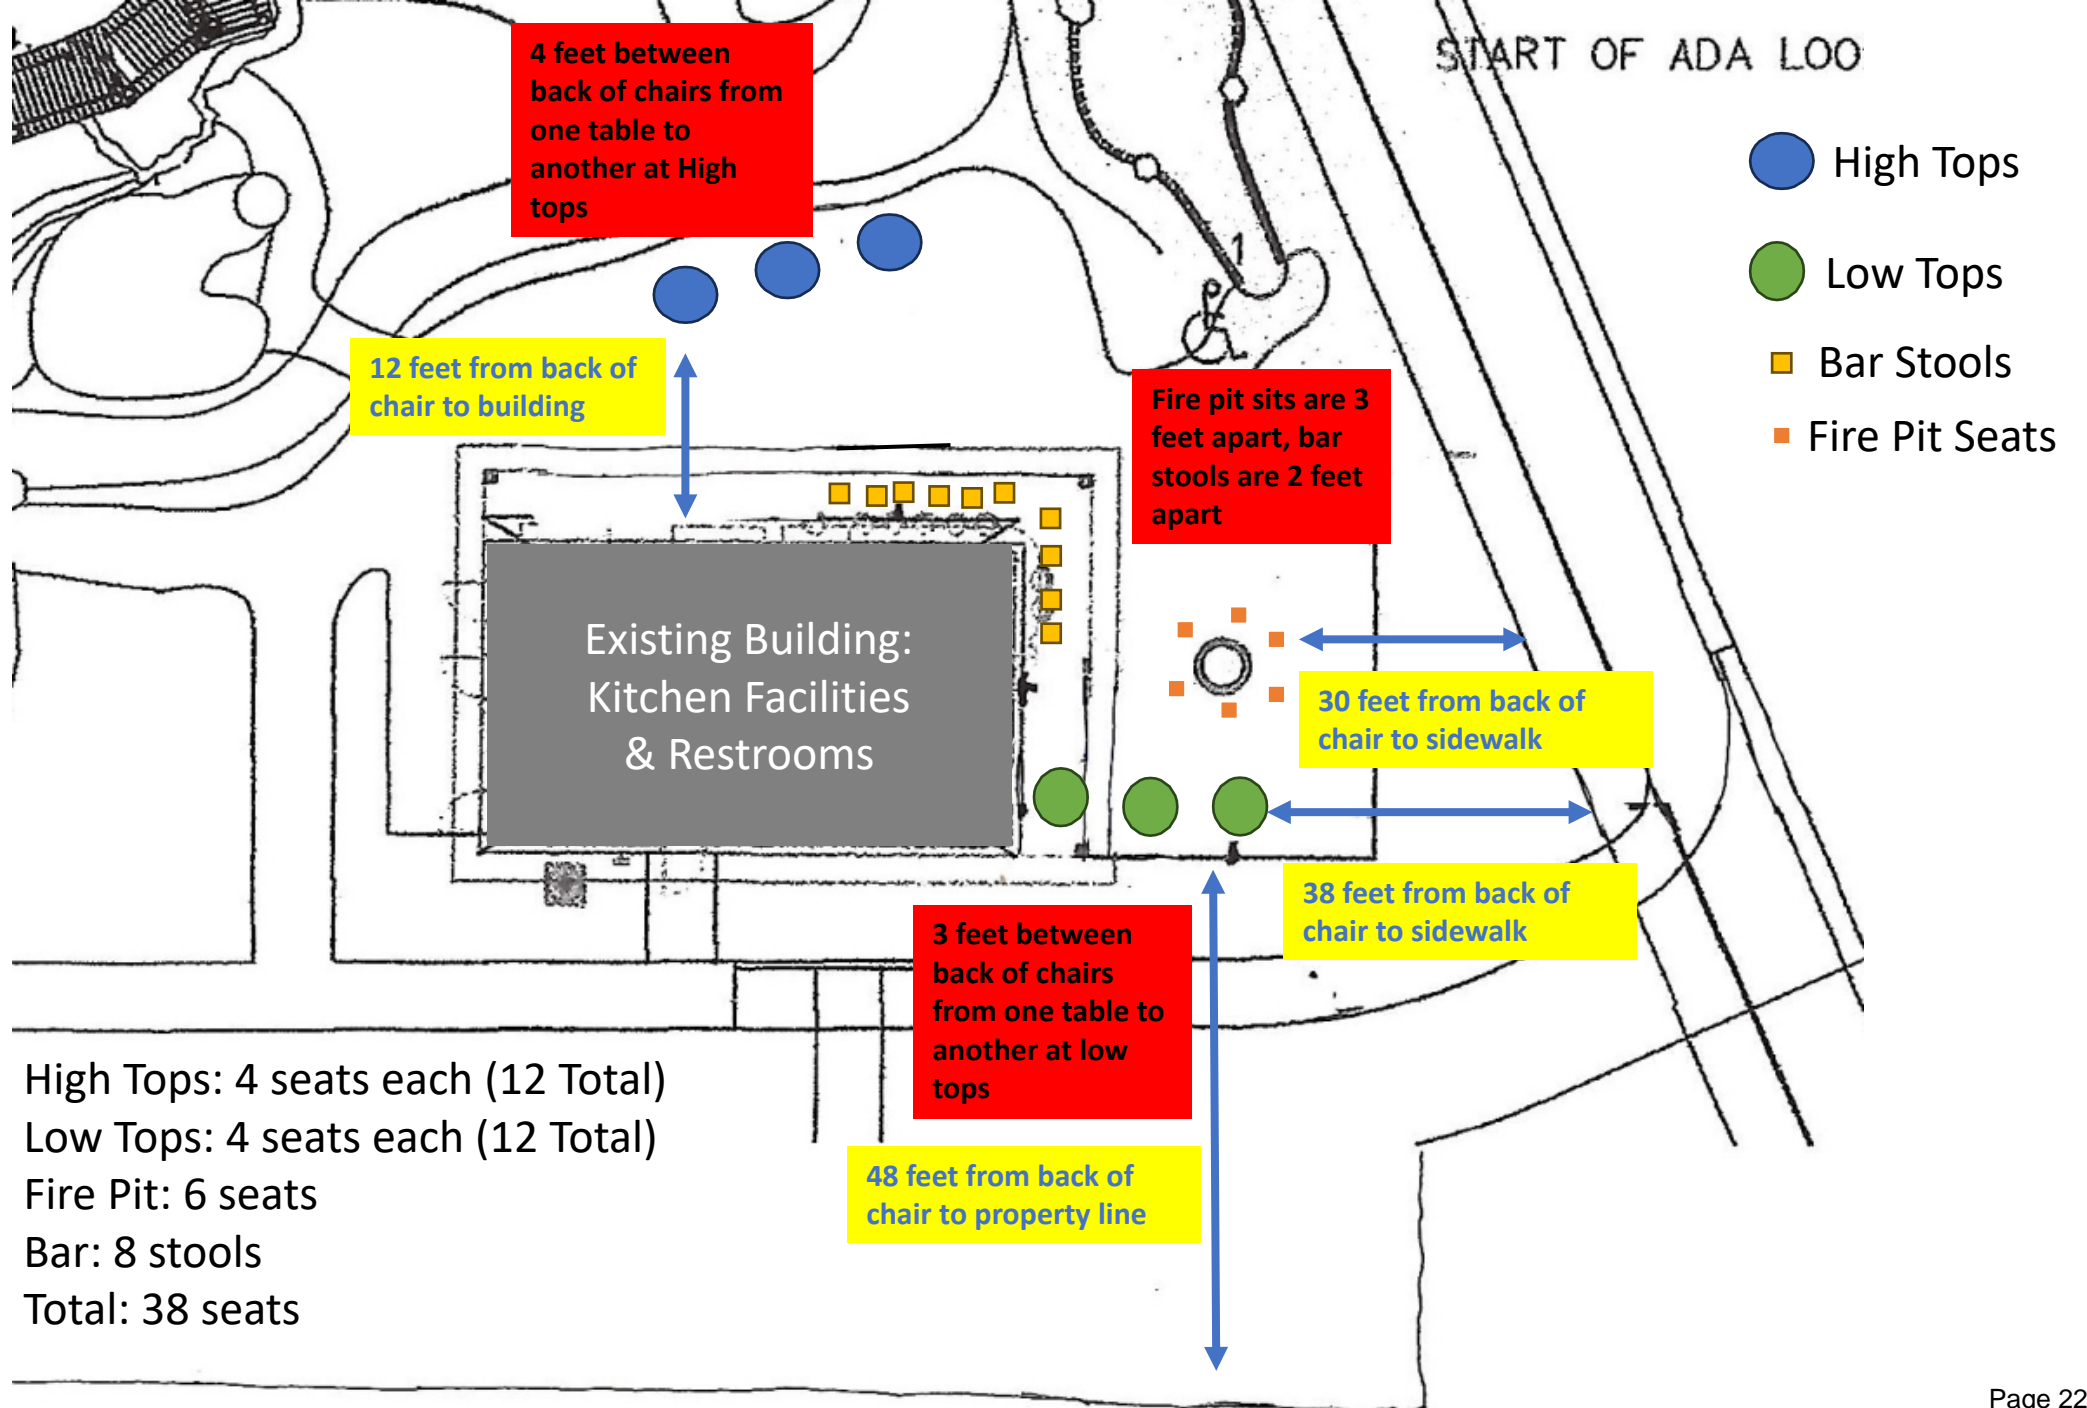 START OF ADA LOO
4 feet between
back of chairs from
one table to
another at High
tops
High Tops
Low Tops
Bar Stools
Fire Pit Seats
1
12 feet from back of
chair to building
Fire pit sits are 3
feet apart, bar
stools are 2 feet
apart
Existing Building:
Kitchen Facilities
& Restrooms
30 feet from back of
chair to sidewalk
38 feet from back of
chair to sidewalk
3 feet between
back of chairs
from one table to
another at low
tops
48 feet from back of
chair to property line
High Tops: 4 seats each (12 Total)
Low Tops: 4 seats each (12 Total)
Fire Pit: 6 seats
Bar: 8 stools
Total: 38 seats
Page 22